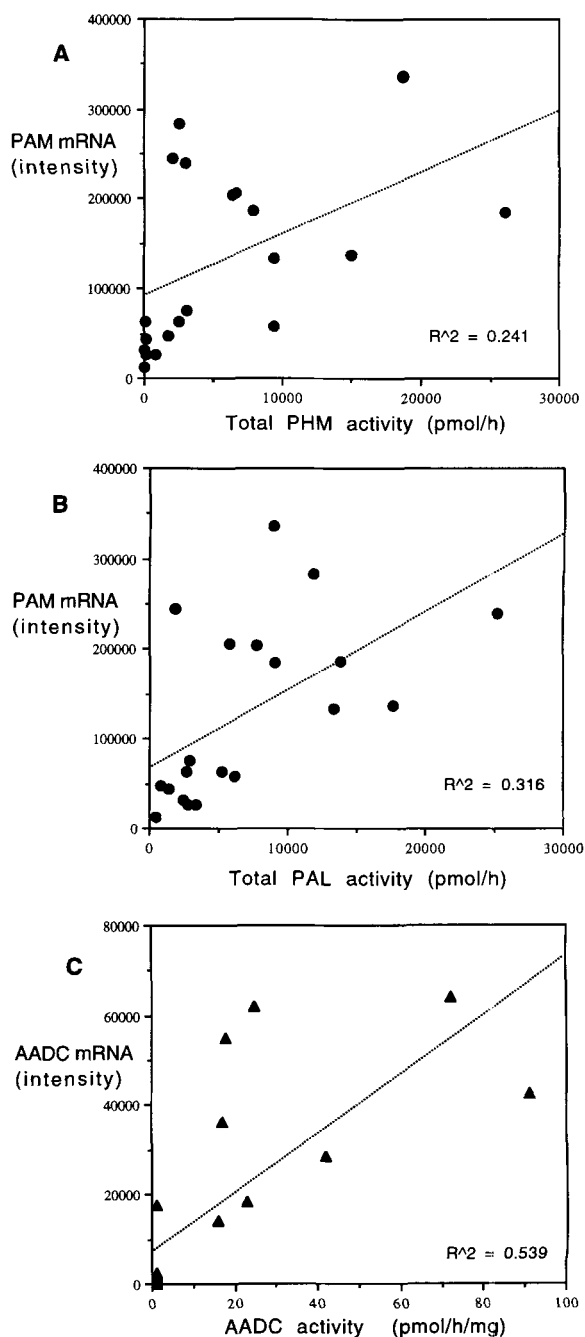 A
400000
300000
PAM mRNA
(intensity)
200000
100000
0
R^2 = 0.241
0 10000 20000 30000
Total PHM activity (pmol/h)
B
400000
300000
PAM mRNA
(intensity)
200000
100000
0
R^2 = 0.316
0 10000 20000 30000
Total PAL activity (pmol/h)
C
80000
60000
AADC mRNA
(intensity)
40000
20000
0
R^2 = 0.539
0 20 40 60 80 100
AADC activity (pmol/h/mg)